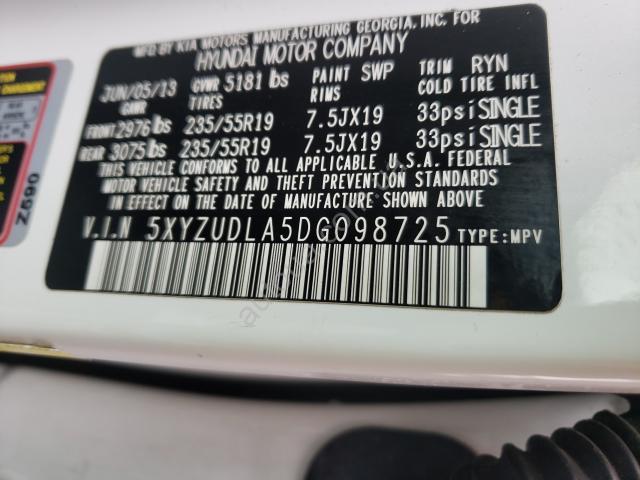 MFD BY KIA MOTORS MANUFACTURING GEORGIA, INC. FOR
HYUNDAI MOTOR COMPANY
JUN/05/13 GVWR 5181 lbs PAINT SWP TRIM RYN
GAWR TIRES RIMS COLD TIRE INFL
FRONT 2976 lbs 235/55R19 7.5JX19 33psi SINGLE
REAR 3075 lbs 235/55R19 7.5JX19 33psi SINGLE
THIS VEHICLE CONFORMS TO ALL APPLICABLE U.S.A. FEDERAL
MOTOR VEHICLE SAFETY AND THEFT PREVENTION STANDARDS
IN EFFECT ON THE DATE OF MANUFACTURE SHOWN ABOVE
V.I.N 5XYZUDLA5DG098725 TYPE:MPV
Z590